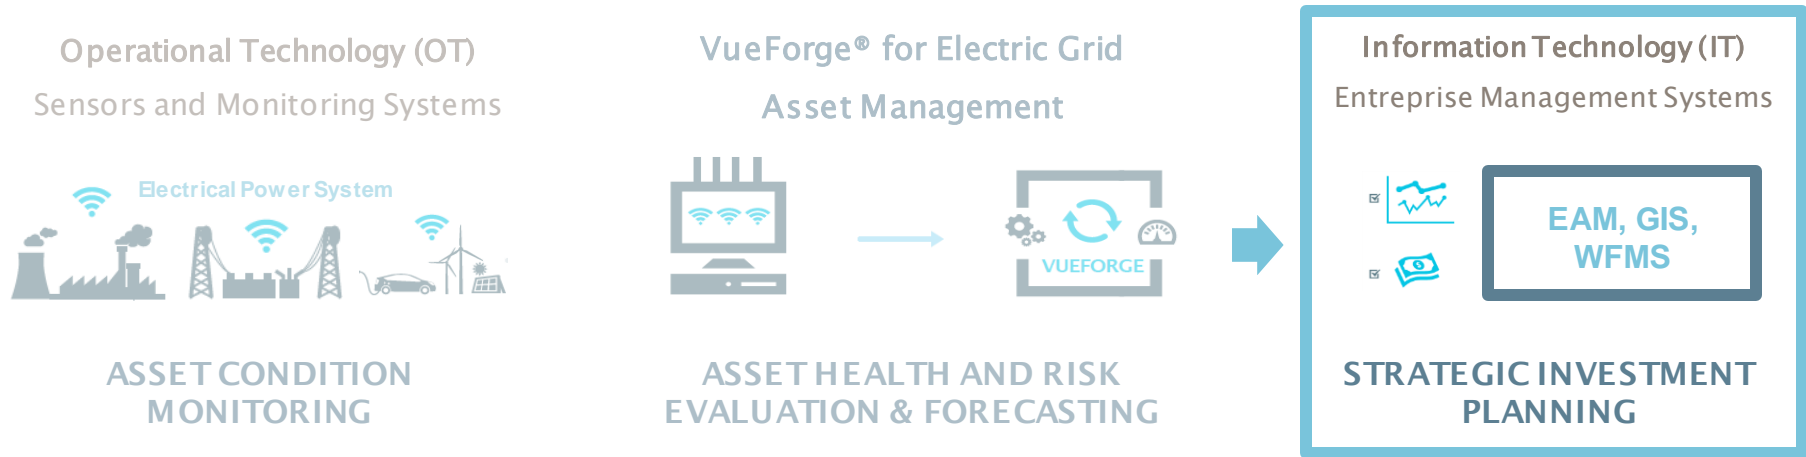 Operational Technology (OT)
Sensors and Monitoring Systems
Electrical Power System
ASSET CONDITION
MONITORING
VueForge® for Electric Grid
Asset Management
VUEFORGE
ASSET HEALTH AND RISK
EVALUATION & FORECASTING
Information Technology (IT)
Entreprise Management Systems
EAM, GIS,
WFMS
STRATEGIC INVESTMENT
PLANNING